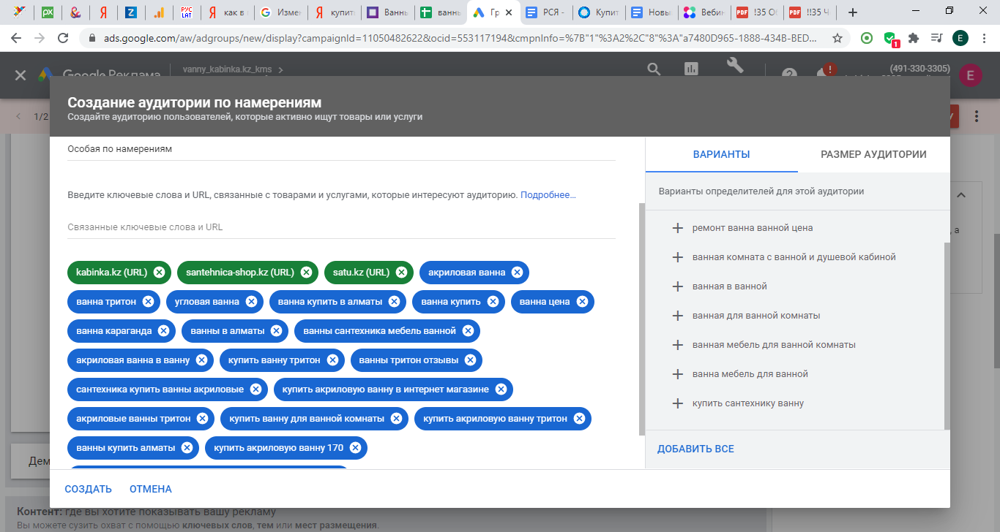 как в
Измен
купит
Ванны
ванны
Гр
РСЯ -
Купит
Новы
Вебин
!35 О
!!35 Ч
ads.google.com/aw/adgroups/new/display?campaignId=11050482622&ocid=553117194&cmpnInfo=%7B"1"%3A2%2C"8"%3A"a7480D965-1888-434B-BED...
Google Реклама
vanny_kabinka.kz_kms
(491-330-3305)
E
1/2
Создание аудитории по намерениям
Создайте аудиторию пользователей, которые активно ищут товары или услуги
Особая по намерениям
Введите ключевые слова и URL, связанные с товарами и услугами, которые интересуют аудиторию. Подробнее...
Связанные ключевые слова и URL
kabinka.kz (URL) santehnica-shop.kz (URL) satu.kz (URL) акриловая ванна
ванна тритон угловая ванна ванна купить в алматы ванна купить ванна цена
ванна караганда ванны в алматы ванны сантехника мебель ванной
акриловая ванна в ванну купить ванну тритон ванны тритон отзывы
сантехника купить ванны акриловые купить акриловую ванну в интернет магазине
акриловые ванны тритон купить ванну для ванной комнаты купить акриловую ванну тритон
ванны купить алматы купить акриловую ванну 170
ВАРИАНТЫ РАЗМЕР АУДИТОРИИ
Варианты определителей для этой аудитории
ремонт ванна ванной цена
ванная комната с ванной и душевой кабиной
ванная в ванной
ванная для ванной комнаты
ванная мебель для ванной комнаты
ванна мебель для ванной
купить сантехнику ванну
ДОБАВИТЬ ВСЕ
, а
Дем
СОЗДАТЬ ОТМЕНА
Контент: где вы хотите показывать вашу рекламу
Вы можете сузить охват с помощью ключевых слов, тем или мест размещения.